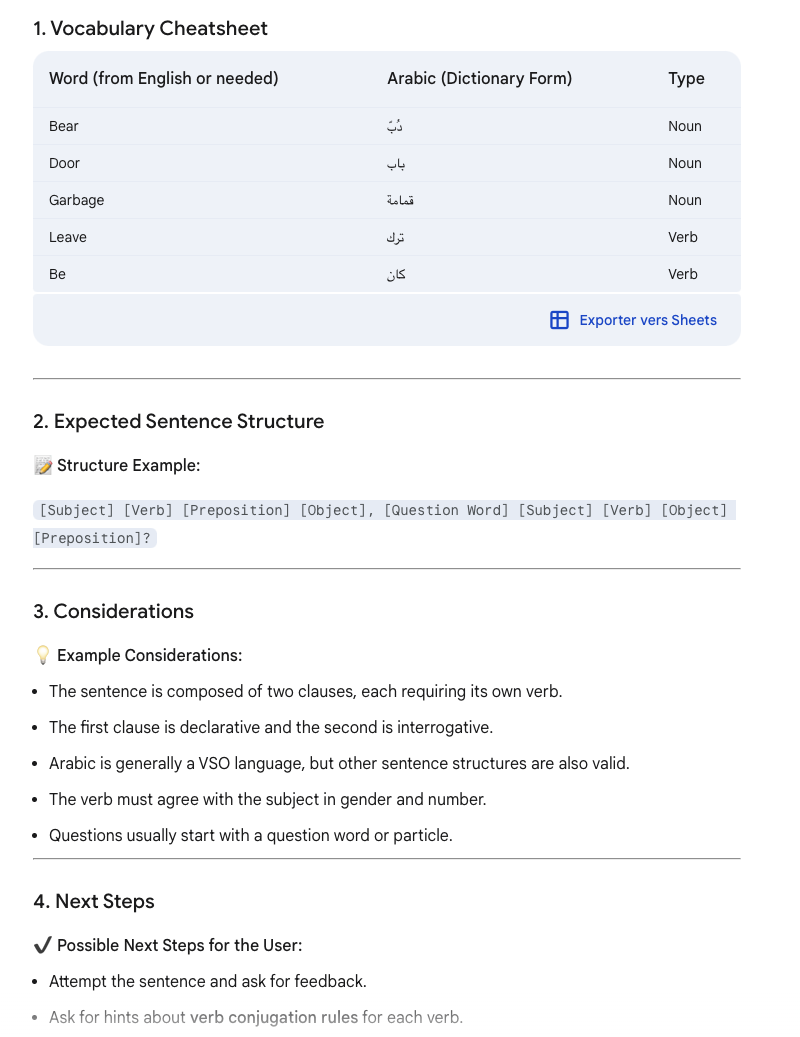 1. Vocabulary Cheatsheet
Word (from English or needed) Arabic (Dictionary Form) Type
Bear دُبّ Noun
Door باب Noun
Garbage قمامة Noun
Leave ترك Verb
Be كان Verb
Exporter vers Sheets
2. Expected Sentence Structure
📝 Structure Example:
[Subject] [Verb] [Preposition] [Object], [Question Word] [Subject] [Verb] [Object]
[Preposition]?
3. Considerations
💡 Example Considerations:
• The sentence is composed of two clauses, each requiring its own verb.
• The first clause is declarative and the second is interrogative.
• Arabic is generally a VSO language, but other sentence structures are also valid.
• The verb must agree with the subject in gender and number.
• Questions usually start with a question word or particle.
4. Next Steps
✔ Possible Next Steps for the User:
• Attempt the sentence and ask for feedback.
• Ask for hints about verb conjugation rules for each verb.